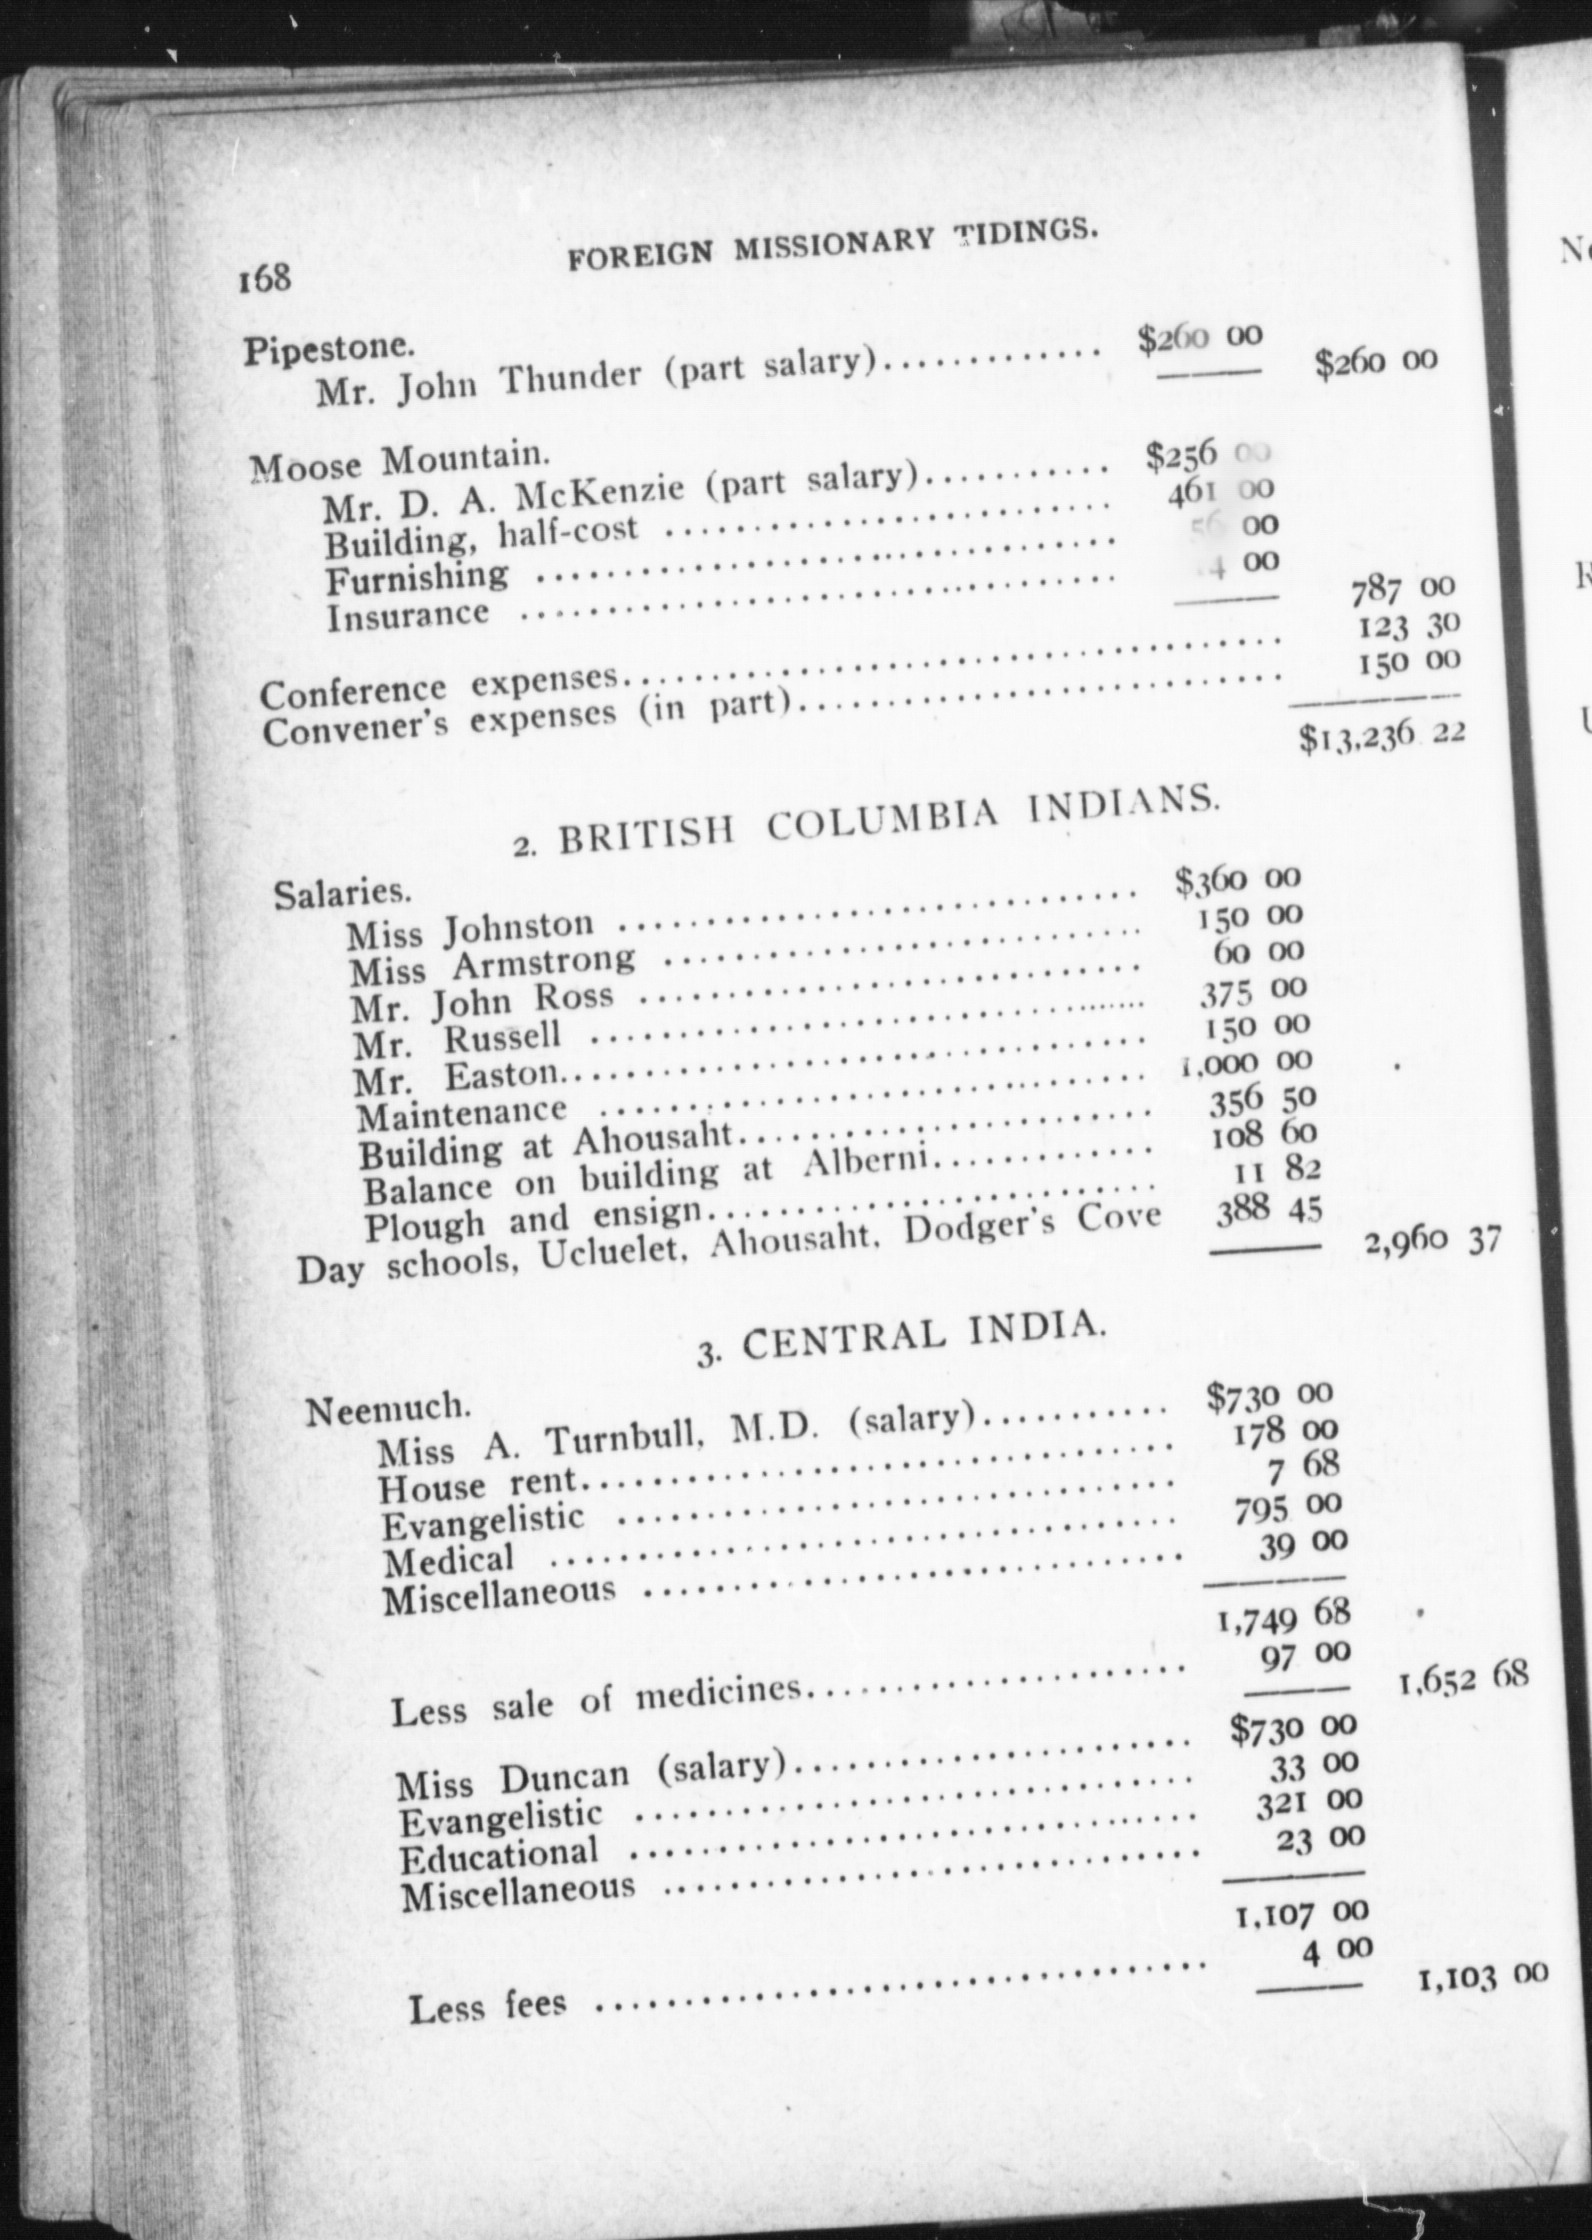 168 FOREIGN MISSIONARY TIDINGS.
Pipestone.
Mr. John Thunder (part salary)............. $260 00
$260 00
Moose Mountain.
Mr. D. A. McKenzie (part salary)........... $256 00
Building, half-cost ......................... 461 00
Furnishing ................................ 56 00
Insurance ................................. 14 00
787 00
Conference expenses..................................... 123 30
Convener's expenses (in part)........................... 150 00
$13,236 22
2. BRITISH COLUMBIA INDIANS.
Salaries.
Miss Johnston ............................. $360 00
Miss Armstrong ........................... 150 00
Mr. John Ross ............................ 60 00
Mr. Russell ............................... 375 00
Mr. Easton................................. 150 00
Maintenance ............................... 1,000 00
Building at Ahousaht....................... 356 50
Balance on building at Alberni............. 108 60
Plough and ensign......................... 11 82
Day schools, Ucluelet, Ahousaht, Dodger's Cove 388 45
2,960 37
3. CENTRAL INDIA.
Neemuch.
Miss A. Turnbull, M.D. (salary)........... $730 00
House rent................................. 178 00
Evangelistic ............................... 7 68
Medical ................................... 795 00
Miscellaneous .............................. 39 00
1,749 68
Less sale of medicines...................... 97 00
1,652 68
Miss Duncan (salary)....................... $730 00
Evangelistic ............................... 33 00
Educational ................................ 321 00
Miscellaneous .............................. 23 00
1,107 00
Less fees ................................... 4 00
1,103 00